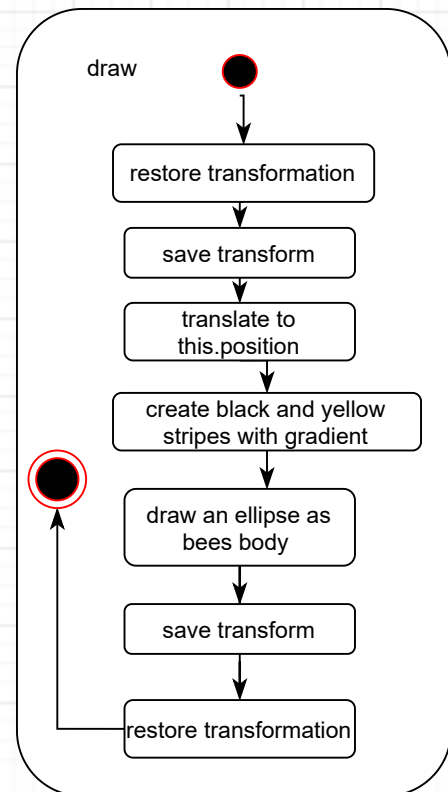 draw
restore transformation
save transform
translate to
this.position
create black and yellow
stripes with gradient
draw an ellipse as
bees body
save transform
restore transformation